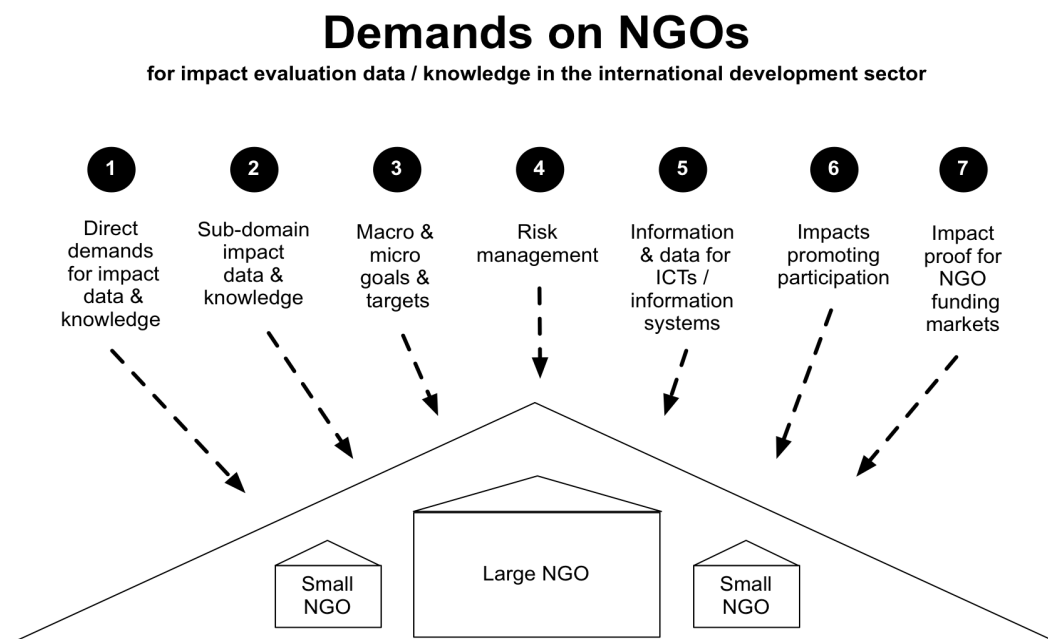 Demands on NGOs
for impact evaluation data / knowledge in the international development sector
1
Direct
demands
for impact
data &
knowledge
2
Sub-domain
impact
data &
knowledge
3
Macro &
micro
goals &
targets
4
Risk
management
5
Information
& data for
ICTs /
information
systems
6
Impacts
promoting
participation
7
Impact
proof for
NGO
funding
markets
Small
NGO
Large NGO
Small
NGO